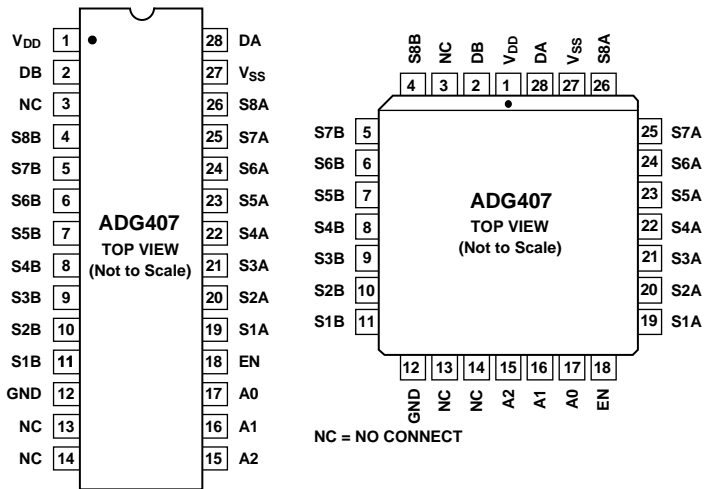 VDD 1 28 DA
DB 2 27 VSS
NC 3 26 S8A
S8B 4 25 S7A
S7B 5 24 S6A
S6B 6 23 S5A
S5B 7 22 S4A
S4B 8 21 S3A
S3B 9 20 S2A
S2B 10 19 S1A
S1B 11 18 EN
GND 12 17 A0
NC 13 16 A1
NC 14 15 A2
ADG407
TOP VIEW
(Not to Scale)
S8B NC DB VDD DA VSS S8A
4 3 2 1 28 27 26
S7B 5 25 S7A
S6B 6 24 S6A
S5B 7 23 S5A
S4B 8 22 S4A
S3B 9 21 S3A
S2B 10 20 S2A
S1B 11 19 S1A
ADG407
TOP VIEW
(Not to Scale)
12 13 14 15 16 17 18
GND NC NC A2 A1 A0 EN
NC = NO CONNECT